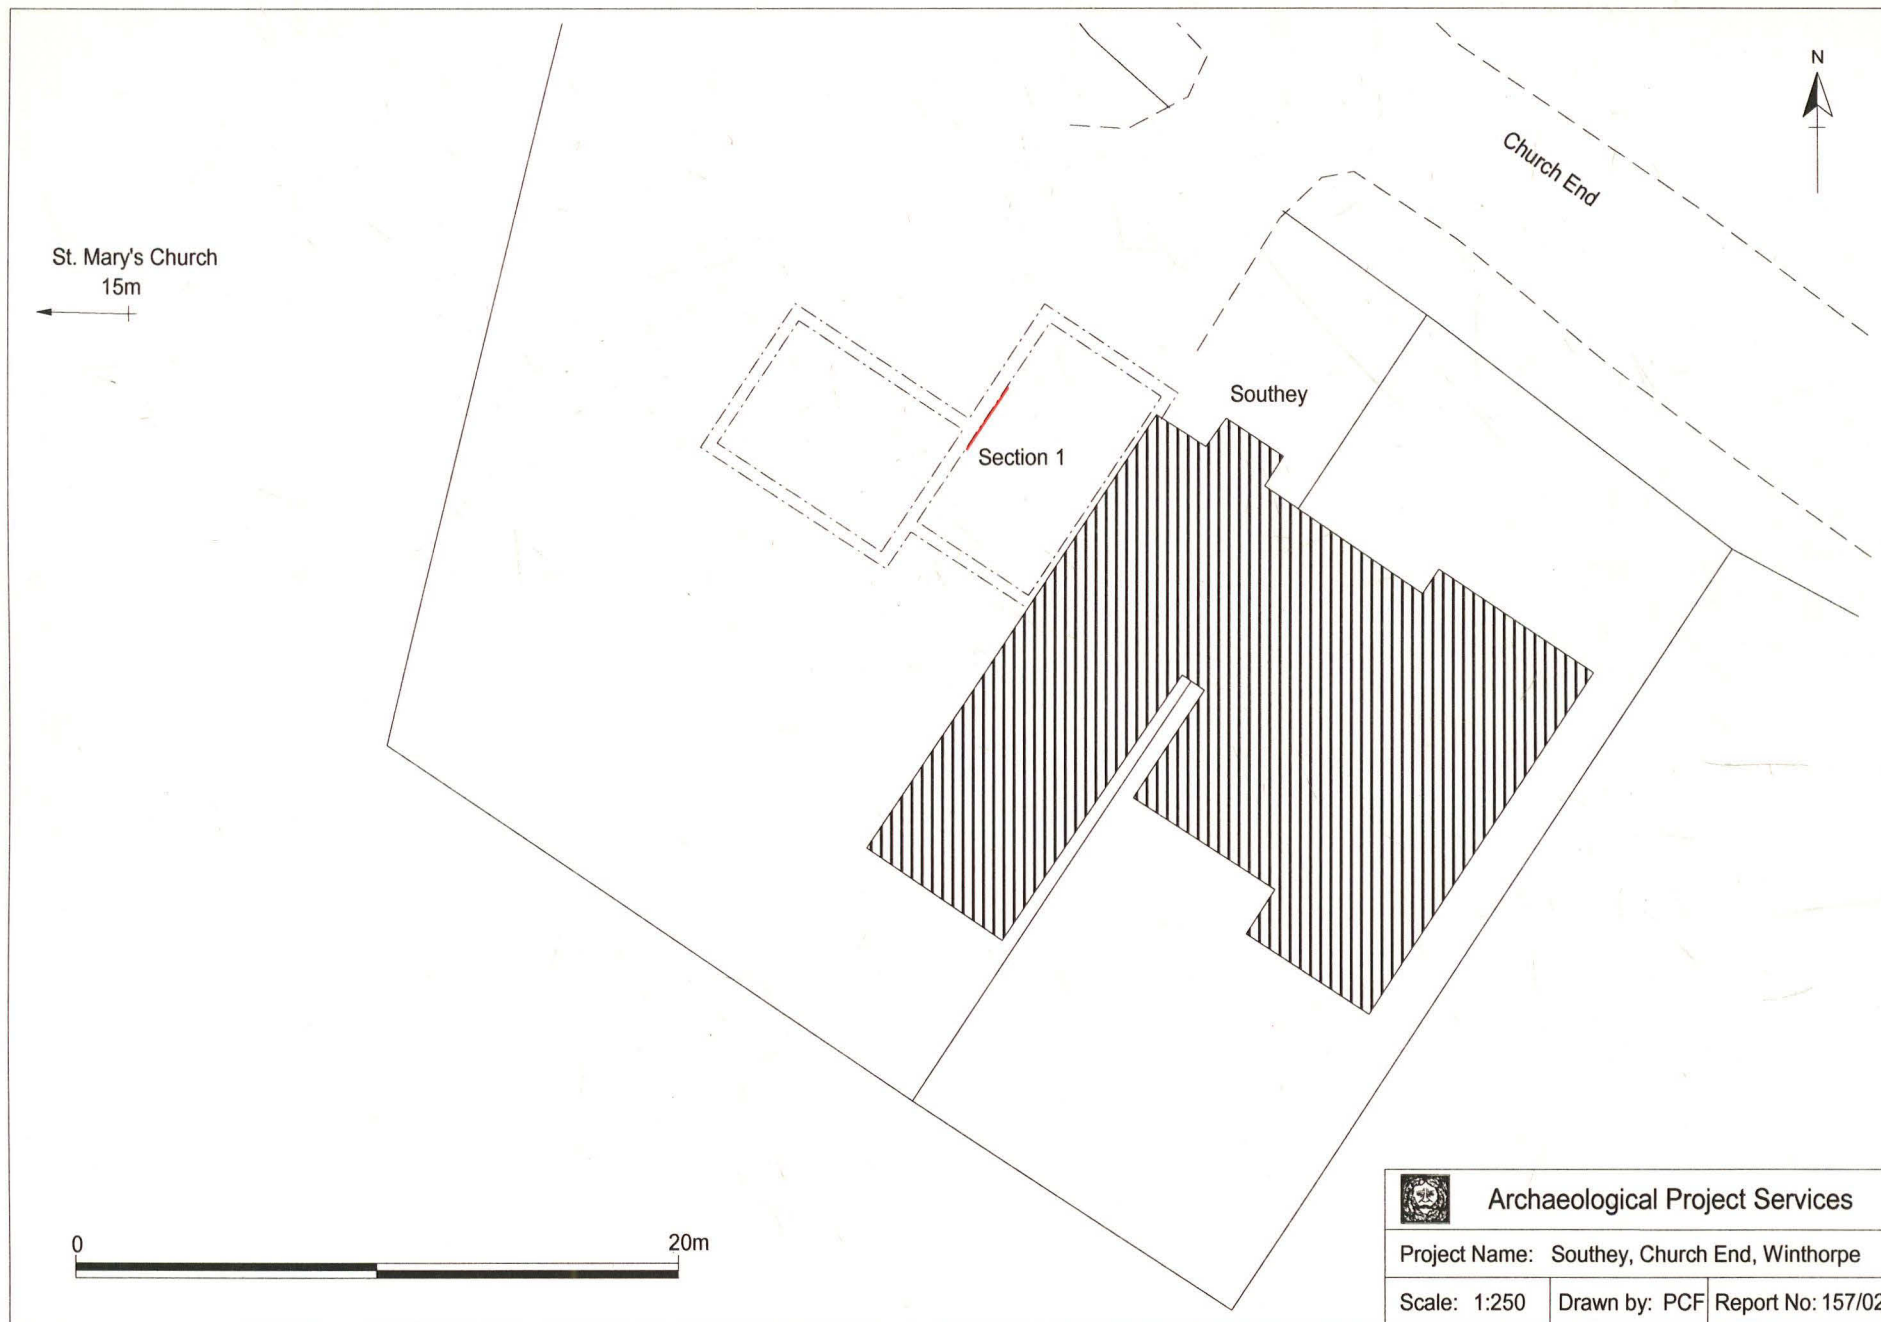 N
Church End
St. Mary's Church
15m
Southey
Section 1
0 20m
Archaeological Project Services
Project Name: Southey, Church End, Winthorpe
Scale: 1:250 Drawn by: PCF Report No: 157/02